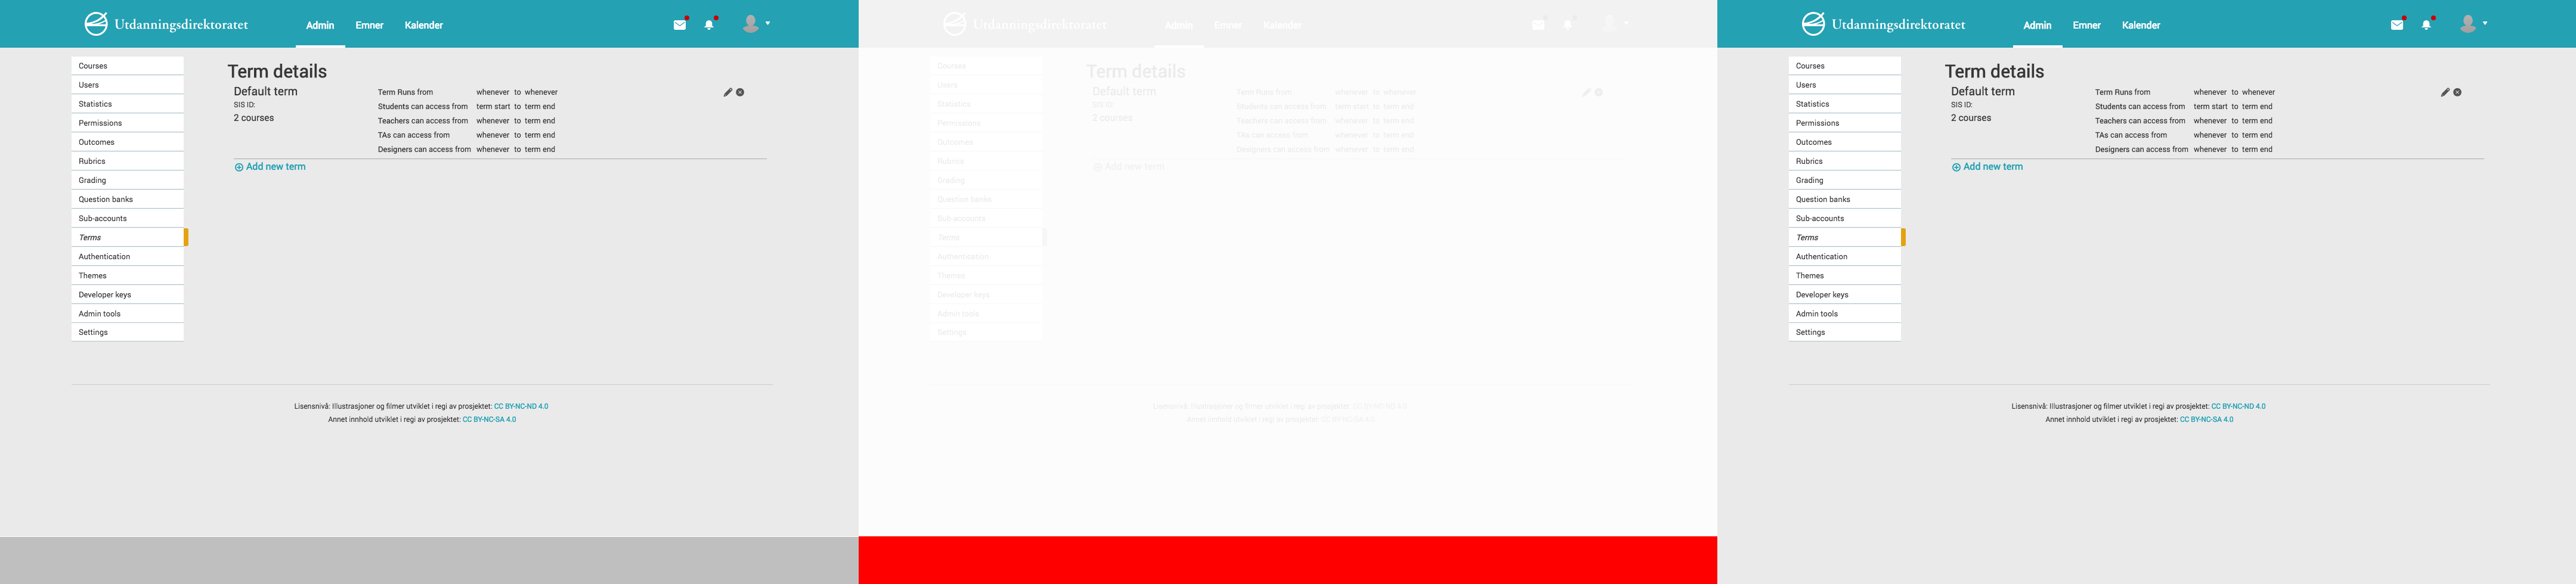 Utdanningsdirektoratet Admin Emner Kalender
Courses
Users
Statistics
Permissions
Outcomes
Rubrics
Grading
Question banks
Sub-accounts
Terms
Authentication
Themes
Developer keys
Admin tools
Settings
Term details
Default term
SIS ID:
2 courses
Term Runs from whenever to whenever
Students can access from term start to term end
Teachers can access from whenever to term end
TAs can access from whenever to term end
Designers can access from whenever to term end
Add new term
Lisensnivå: Illustrasjoner og filmer utviklet i regi av prosjektet: CC BY-NC-ND 4.0
Annet innhold utviklet i regi av prosjektet: CC BY-NC-SA 4.0
Utdanningsdirektoratet Admin Emner Kalender
Courses
Users
Statistics
Permissions
Outcomes
Rubrics
Grading
Question banks
Sub-accounts
Terms
Authentication
Themes
Developer keys
Admin tools
Settings
Term details
Default term
SIS ID:
2 courses
Term Runs from whenever to whenever
Students can access from term start to term end
Teachers can access from whenever to term end
TAs can access from whenever to term end
Designers can access from whenever to term end
Add new term
Lisensnivå: Illustrasjoner og filmer utviklet i regi av prosjektet: CC BY-NC-ND 4.0
Annet innhold utviklet i regi av prosjektet: CC BY-NC-SA 4.0
Utdanningsdirektoratet Admin Emner Kalender
Courses
Users
Statistics
Permissions
Outcomes
Rubrics
Grading
Question banks
Sub-accounts
Terms
Authentication
Themes
Developer keys
Admin tools
Settings
Term details
Default term
SIS ID:
2 courses
Term Runs from whenever to whenever
Students can access from term start to term end
Teachers can access from whenever to term end
TAs can access from whenever to term end
Designers can access from whenever to term end
Add new term
Lisensnivå: Illustrasjoner og filmer utviklet i regi av prosjektet: CC BY-NC-ND 4.0
Annet innhold utviklet i regi av prosjektet: CC BY-NC-SA 4.0